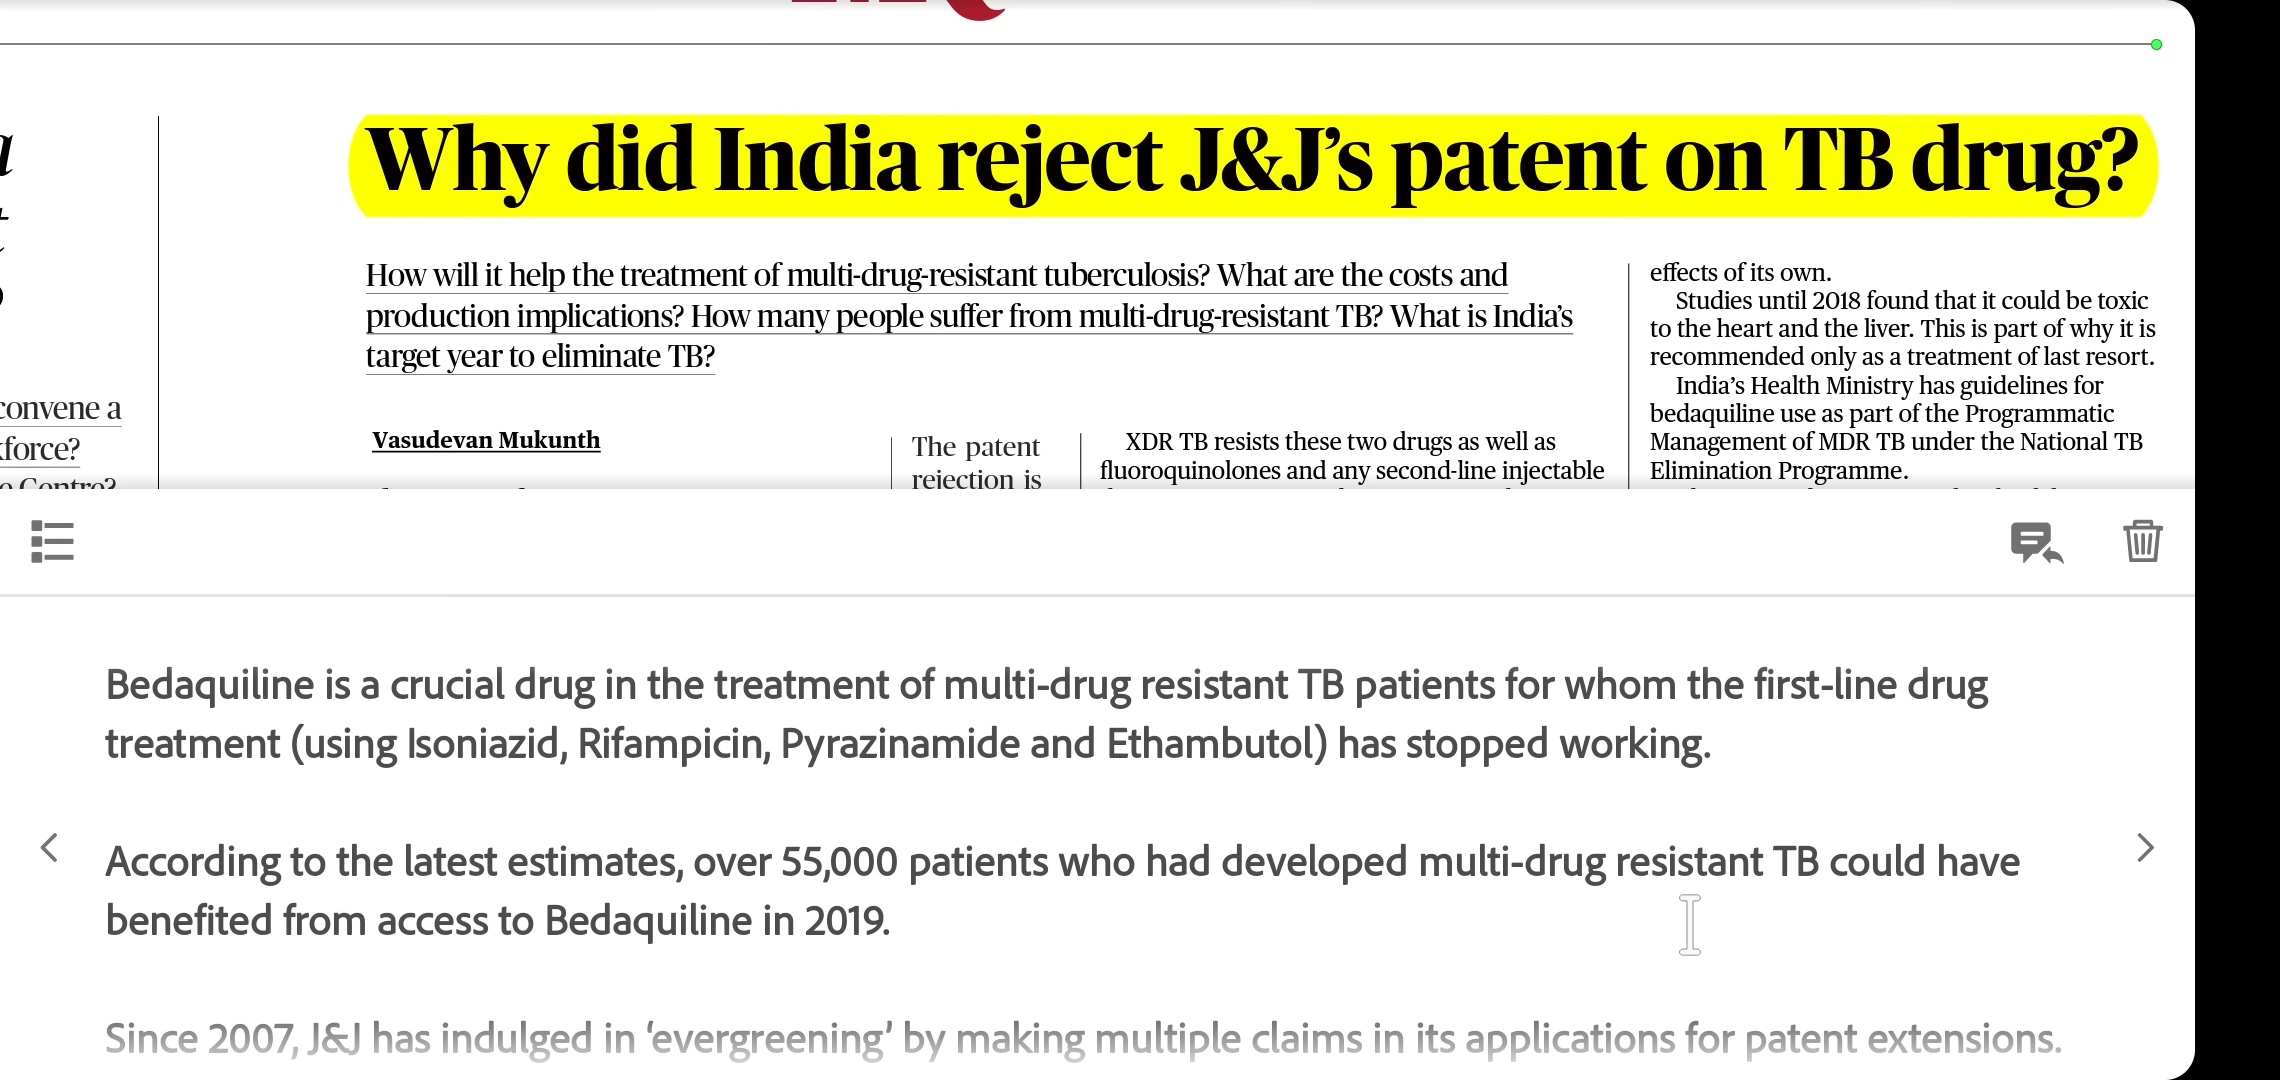 Why did India reject J&J’s patent on TB drug?
How will it help the treatment of multi-drug-resistant tuberculosis? What are the costs and
production implications? How many people suffer from multi-drug-resistant TB? What is India’s
target year to eliminate TB?
convene a
force?
Centre?
Vasudevan Mukunth
The patent
rejection is
XDR TB resists these two drugs as well as
fluoroquinolones and any second-line injectable
effects of its own.
Studies until 2018 found that it could be toxic
to the heart and the liver. This is part of why it is
recommended only as a treatment of last resort.
India’s Health Ministry has guidelines for
bedaquiline use as part of the Programmatic
Management of MDR TB under the National TB
Elimination Programme.
Bedaquiline is a crucial drug in the treatment of multi-drug resistant TB patients for whom the first-line drug
treatment (using Isoniazid, Rifampicin, Pyrazinamide and Ethambutol) has stopped working.
According to the latest estimates, over 55,000 patients who had developed multi-drug resistant TB could have
benefited from access to Bedaquiline in 2019.
Since 2007, J&J has indulged in ‘evergreening’ by making multiple claims in its applications for patent extensions.